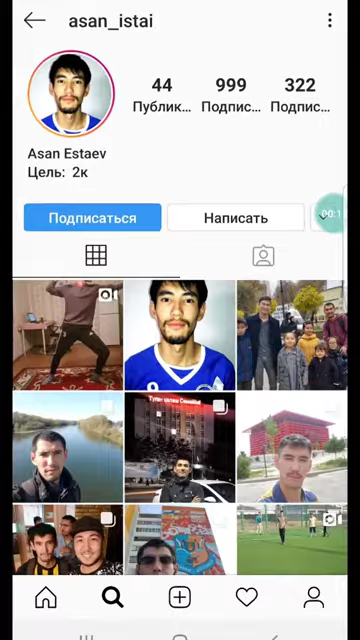 asan_istai
44 999 322
Публик... Подпис... Подпис...
Asan Estaev
Цель: 2к
Подписаться Написать